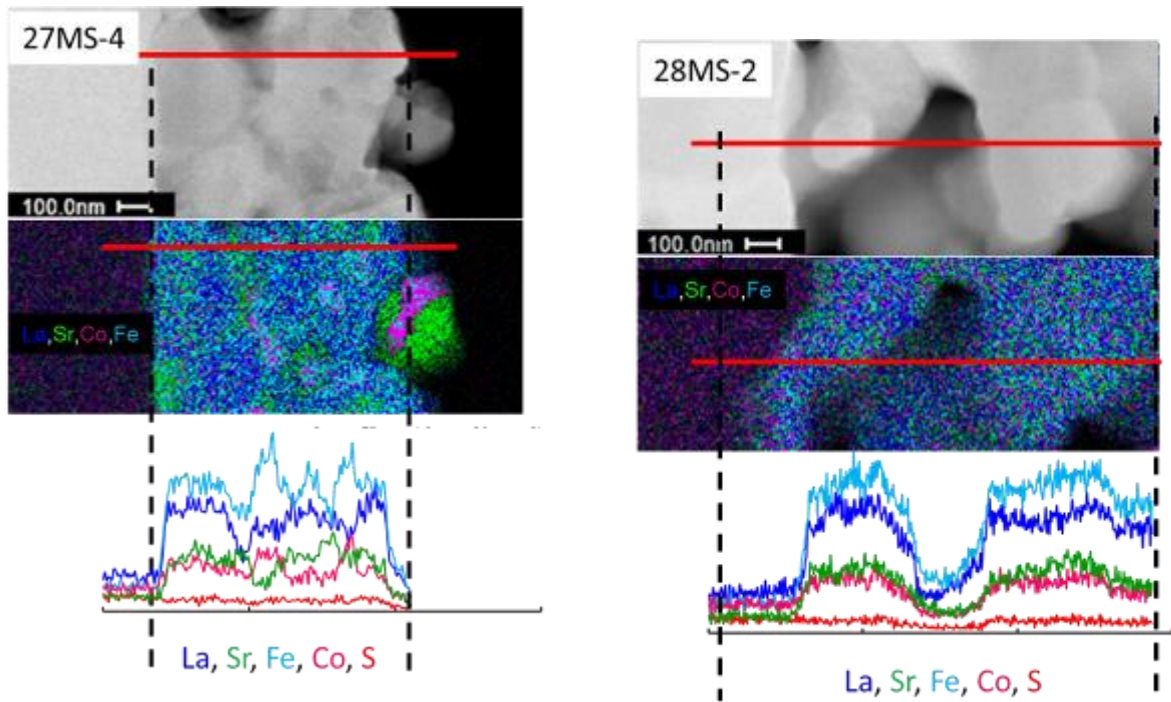 27MS-4
100.0nm
La,Sr,Co,Fe
La, Sr, Fe, Co, S
28MS-2
100.0nm
La,Sr,Co,Fe
La, Sr, Fe, Co, S